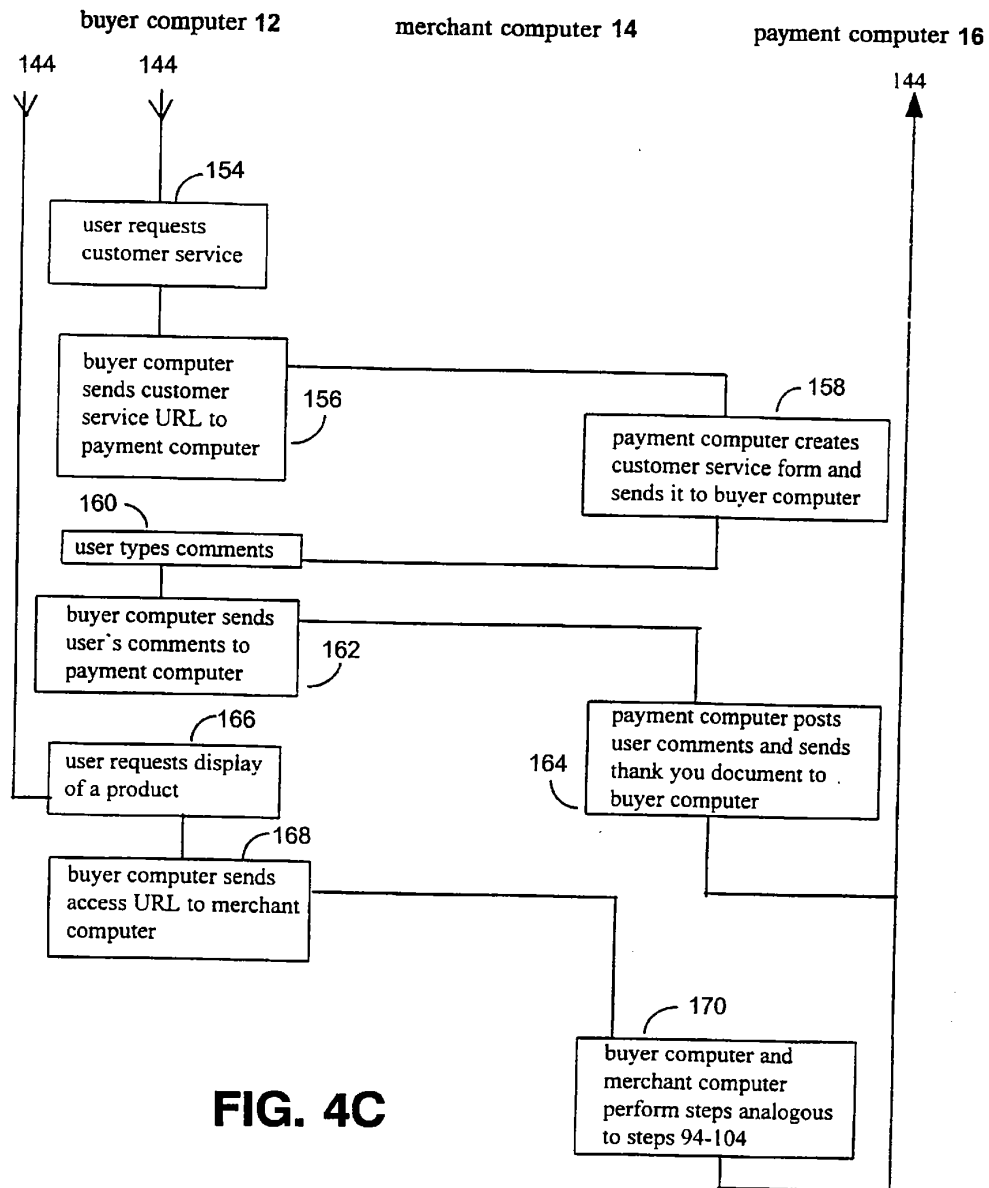 buyer computer 12
merchant computer 14
payment computer 16
144
144
144
154
user requests
customer service
buyer computer
sends customer
service URL to
payment computer
156
158
payment computer creates
customer service form and
sends it to buyer computer
160
user types comments
buyer computer sends
user's comments to
payment computer
162
payment computer posts
user comments and sends
thank you document to
buyer computer
164
166
user requests display
of a product
168
buyer computer sends
access URL to merchant
computer
170
buyer computer and
merchant computer
perform steps analogous
to steps 94-104
FIG. 4C